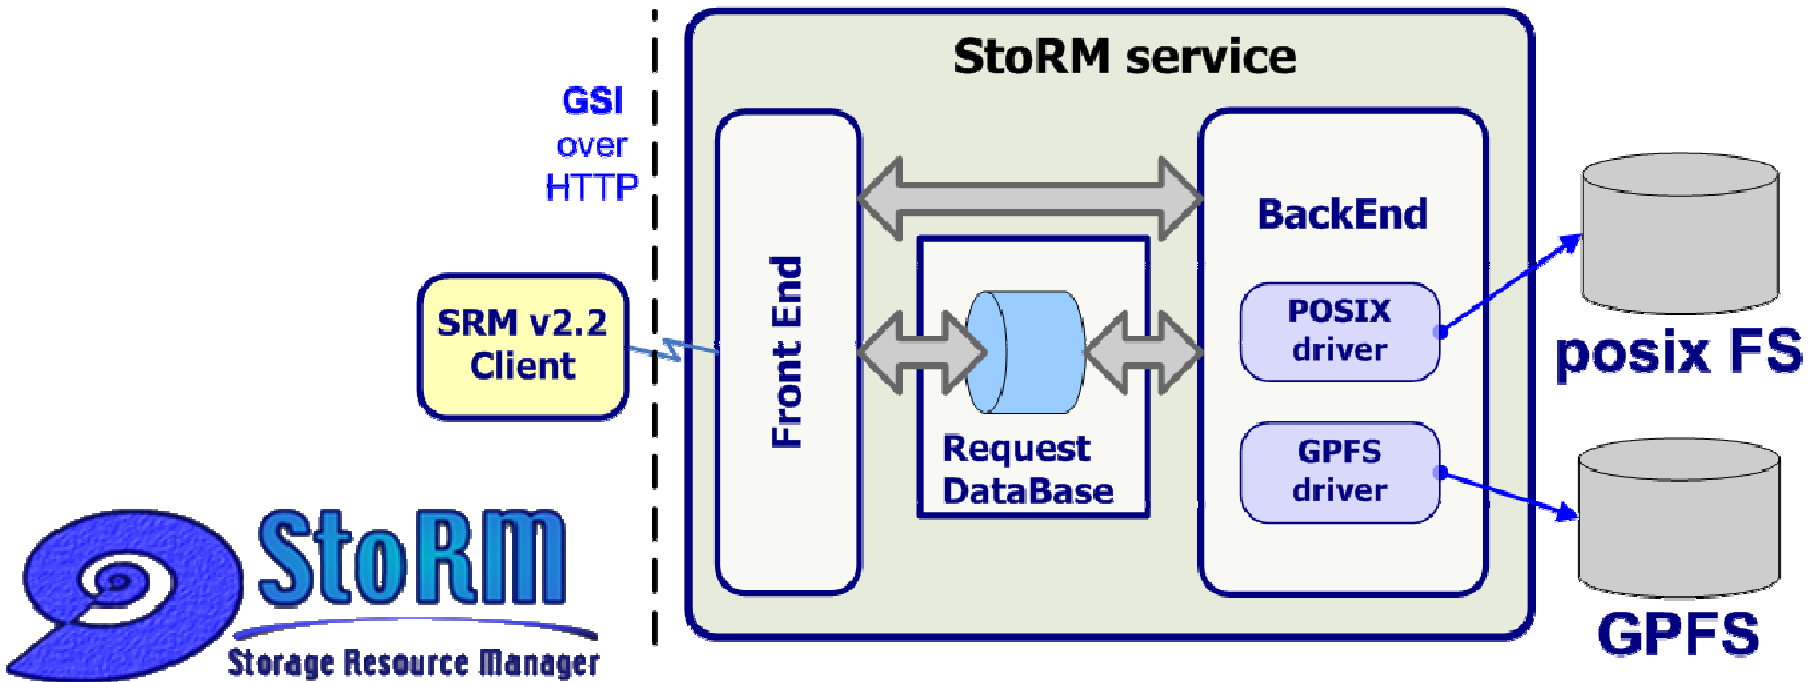 StoRM service
GSI
over
HTTP
SRM v2.2
Client
Front End
Request
DataBase
BackEnd
POSIX
driver
GPFS
driver
posix FS
GPFS
StoRM
Storage Resource Manager